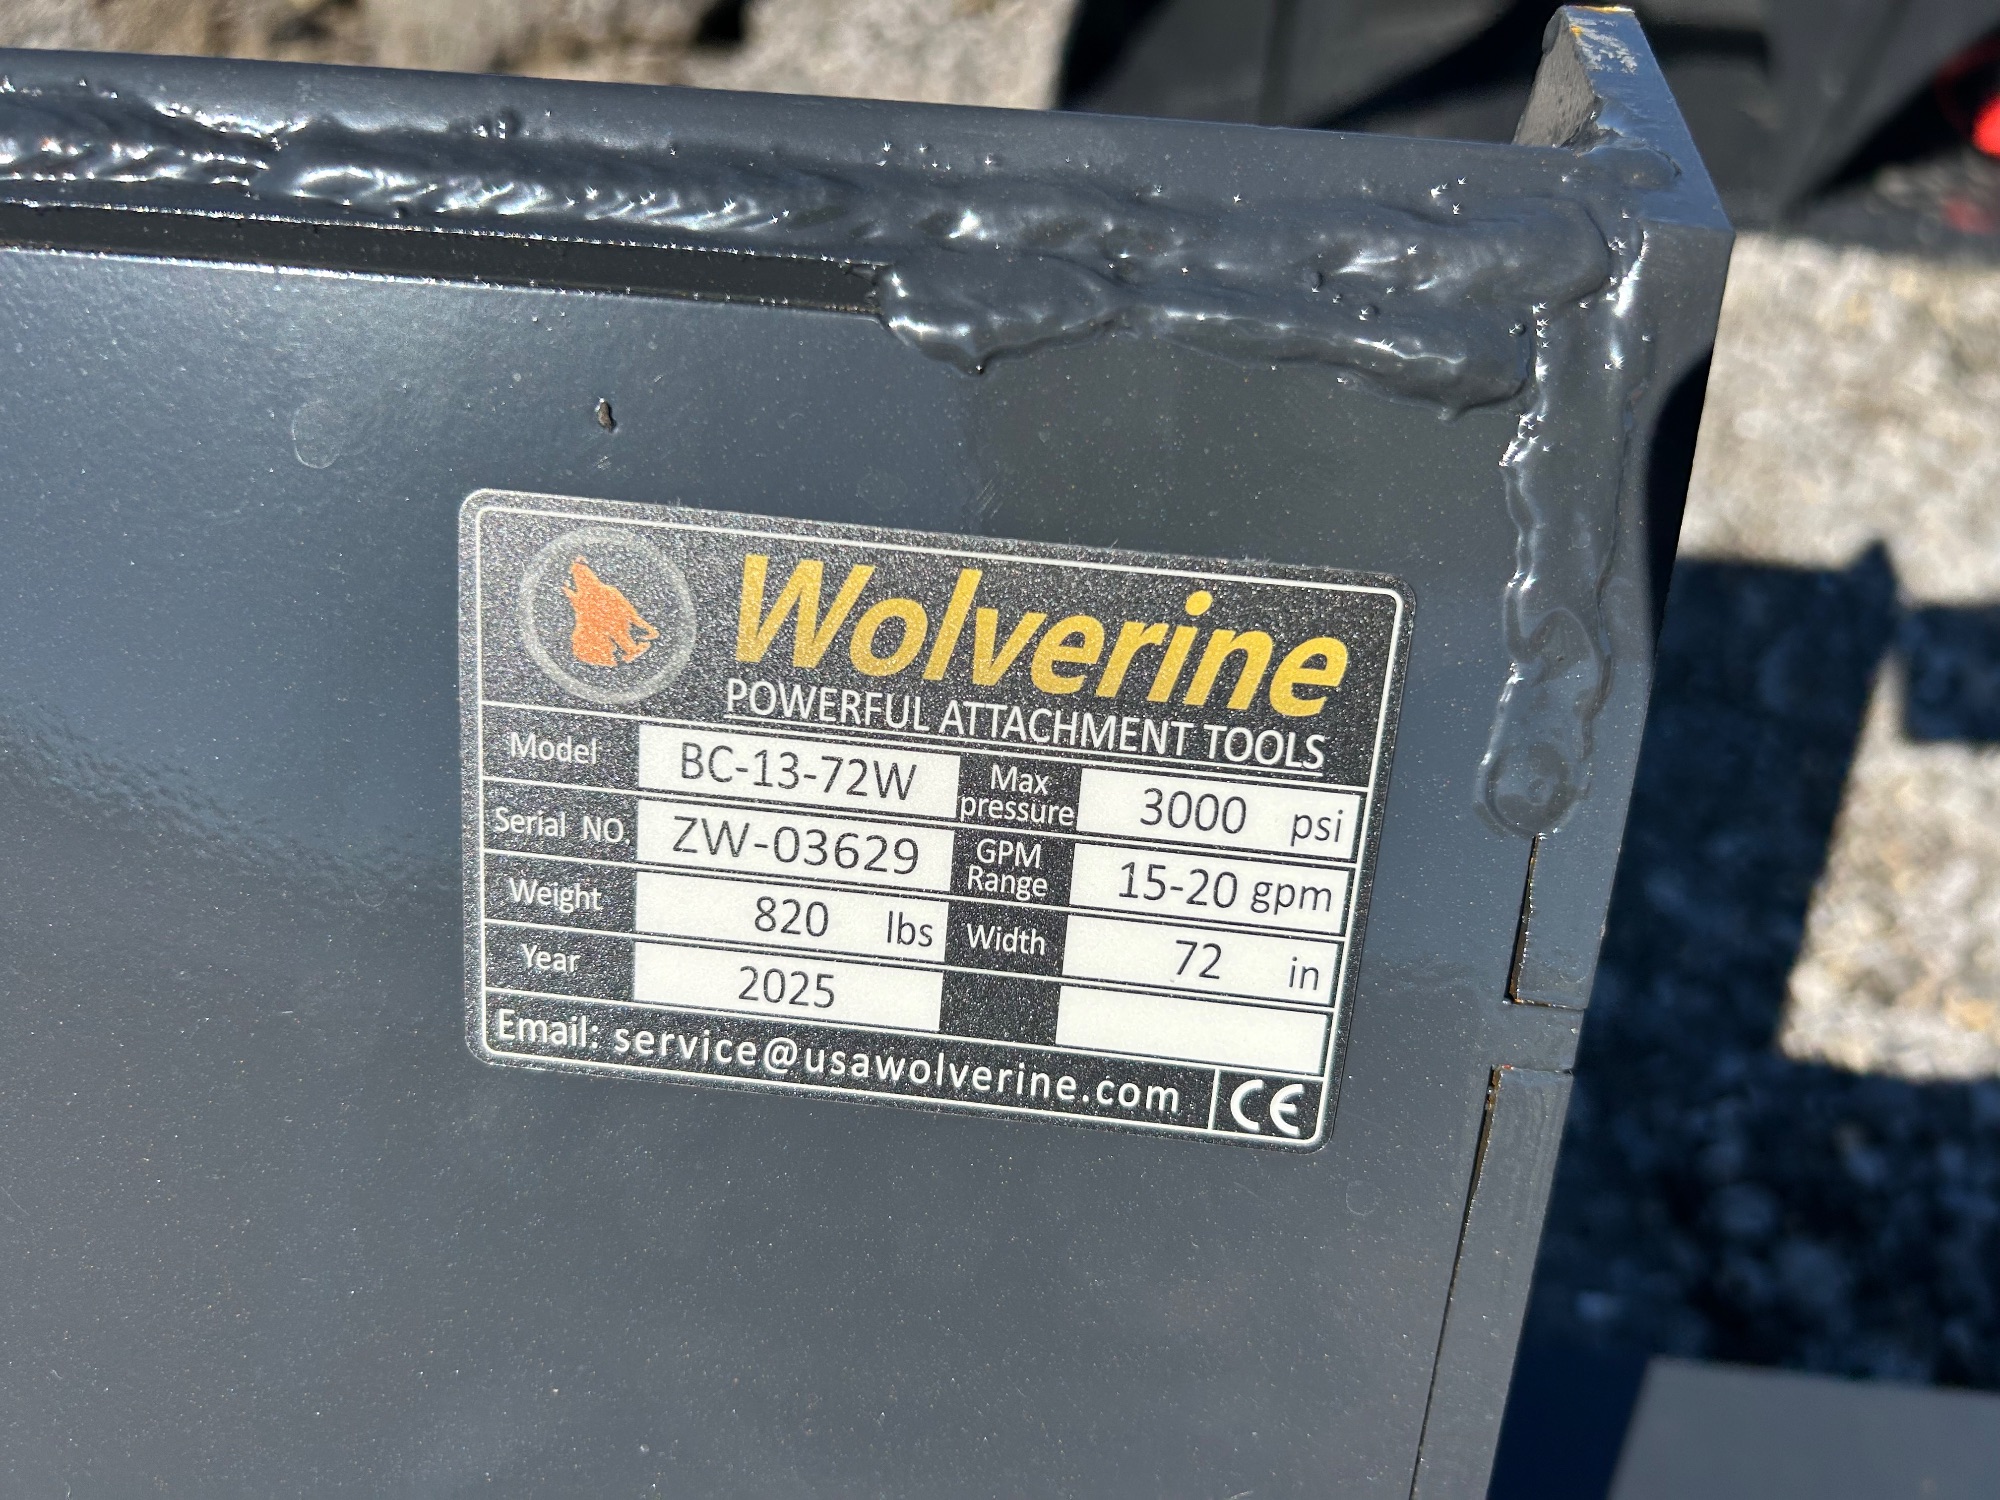 Wolverine
POWERFUL ATTACHMENT TOOLS
Model BC-13-72W Max pressure 3000 psi
Serial NO. ZW-03629 GPM Range 15-20 gpm
Weight 820 lbs Width 72 in
Year 2025
Email: service@usawolverine.com CE